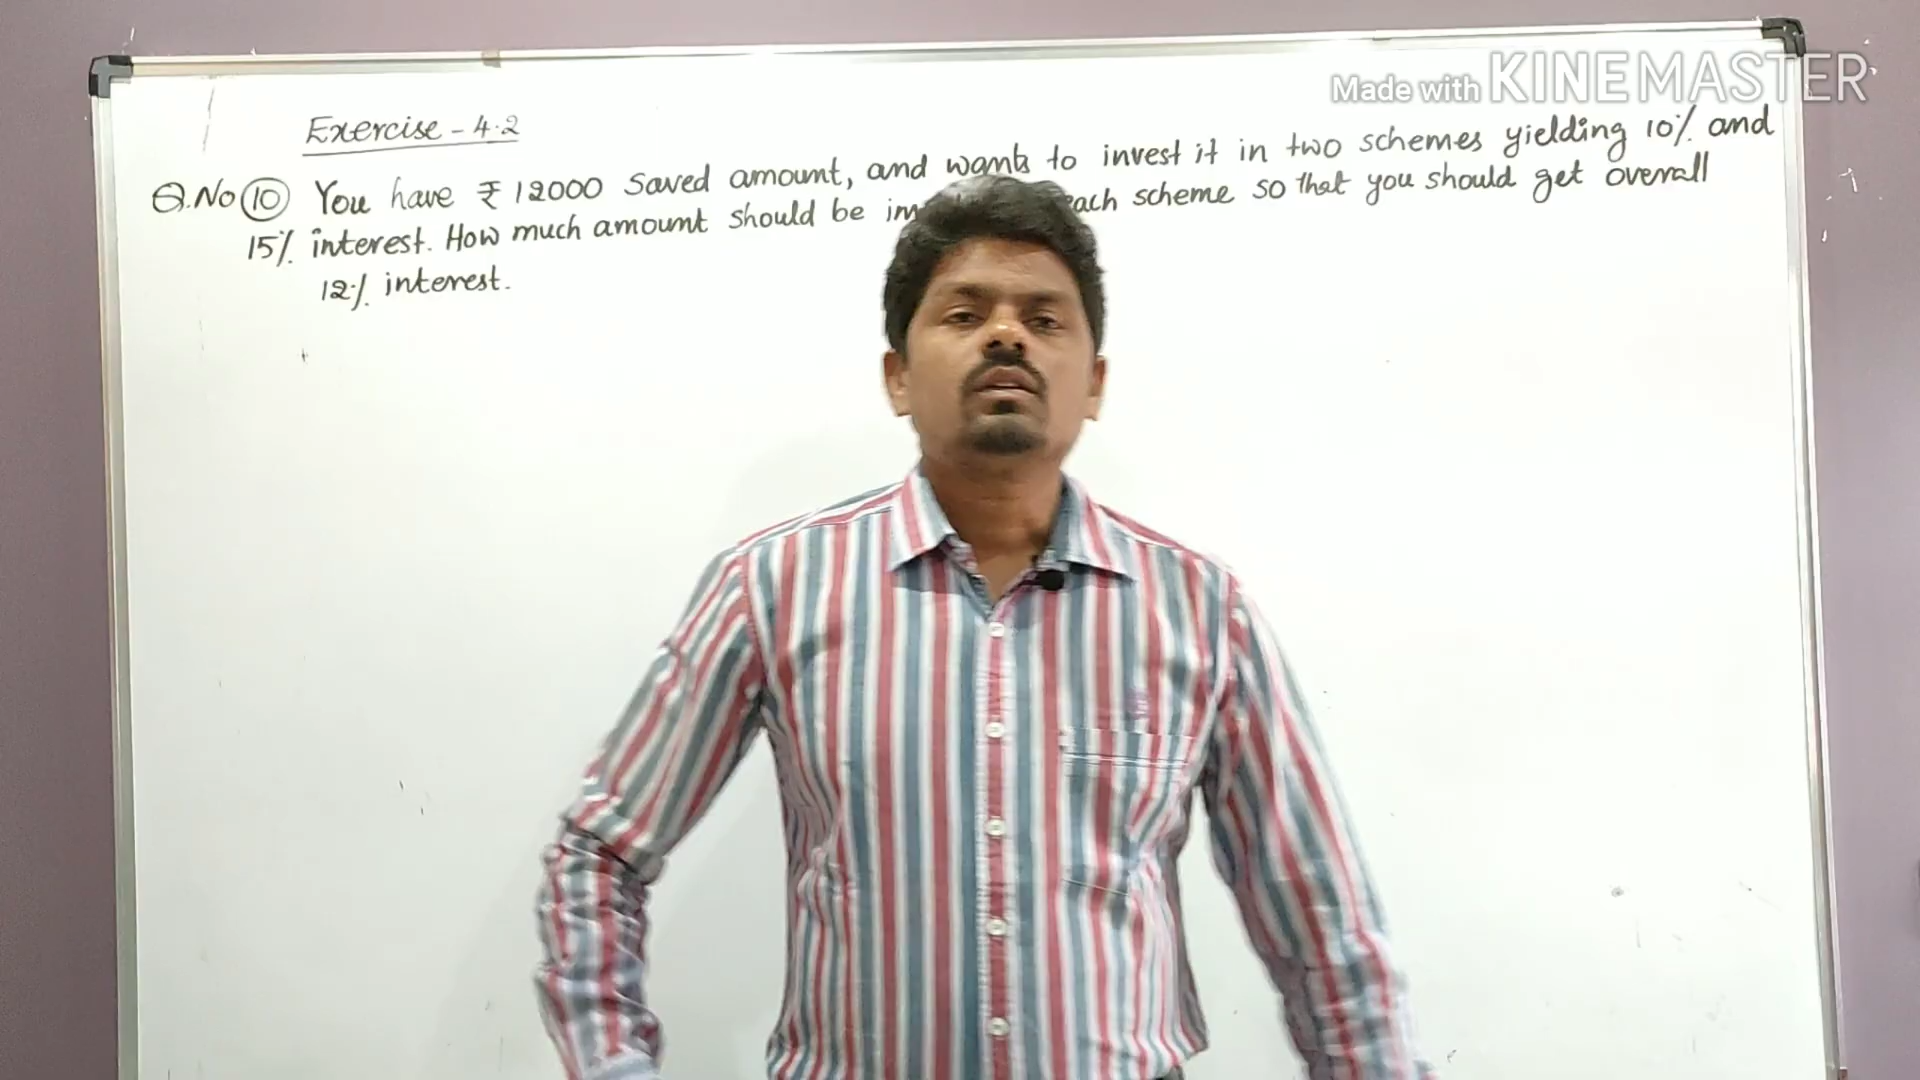 Made with KINEMASTER
Exercise - 4.2
Q.No 10 You have ₹ 12000 saved amount, and wants to invest it in two schemes yielding 10% and
15% interest. How much amount should be each scheme so that you should get overall
12% interest.